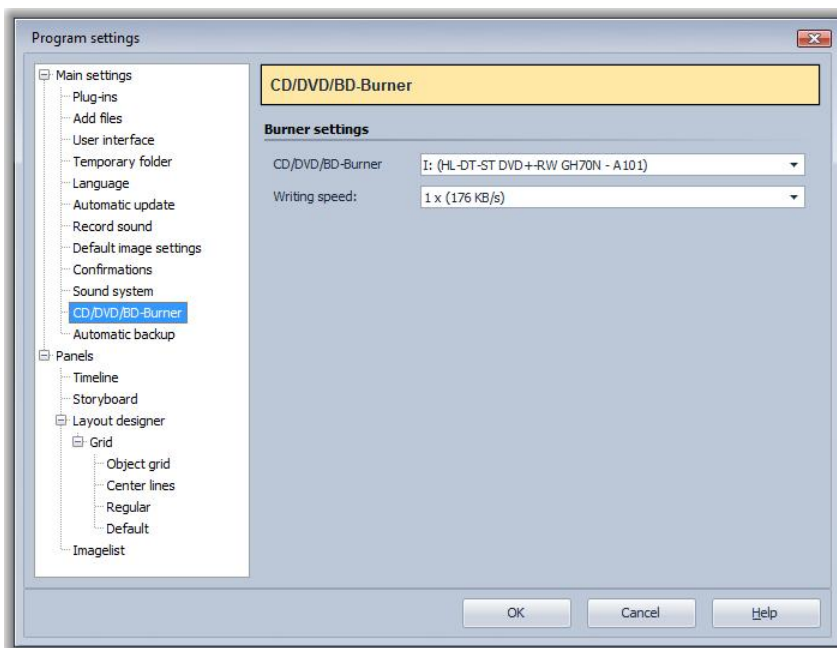 Program settings
Main settings
Plug-ins
Add files
User interface
Temporary folder
Language
Automatic update
Record sound
Default image settings
Confirmations
Sound system
CD/DVD/BD-Burner
Automatic backup
Panels
Timeline
Storyboard
Layout designer
Grid
Object grid
Center lines
Regular
Default
Imagelist
CD/DVD/BD-Burner
Burner settings
CD/DVD/BD-Burner I: (HL-DT-ST DVD+-RW GH70N - A101)
Writing speed: 1 x (176 KB/s)
OK Cancel Help